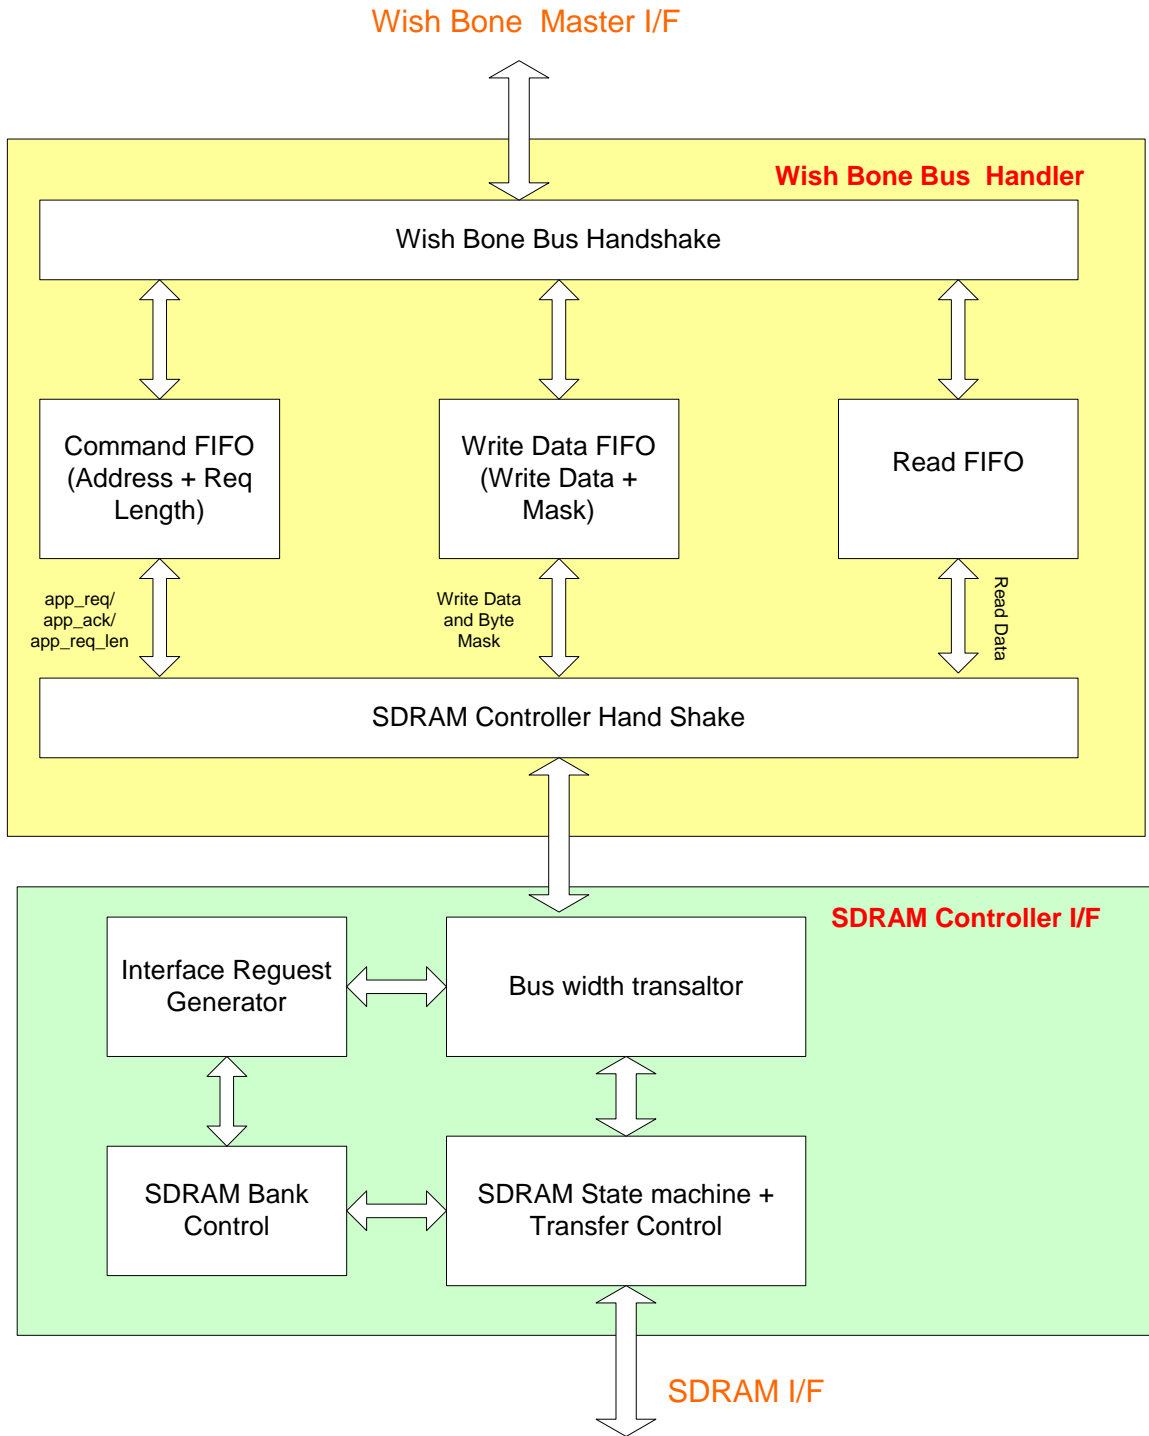 Wish Bone  Master I/F
Wish Bone Bus  Handler
Wish Bone Bus Handshake
Command FIFO
(Address + Req
Length)
Write Data FIFO
(Write Data +
Mask)
Read FIFO
app_req/
app_ack/
app_req_len
Write Data
and Byte
Mask
Read Data
SDRAM Controller Hand Shake
SDRAM Controller I/F
Interface Reguest
Generator
Bus width transaltor
SDRAM Bank
Control
SDRAM State machine +
Transfer Control
SDRAM I/F